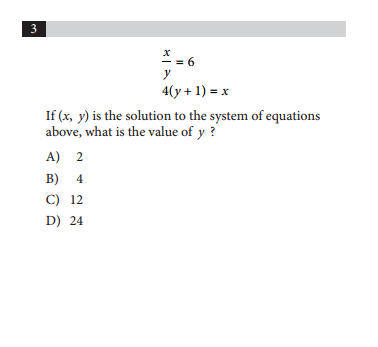 3
x/y = 6
4(y + 1) = x
If (x, y) is the solution to the system of equations
above, what is the value of y ?
A) 2
B) 4
C) 12
D) 24